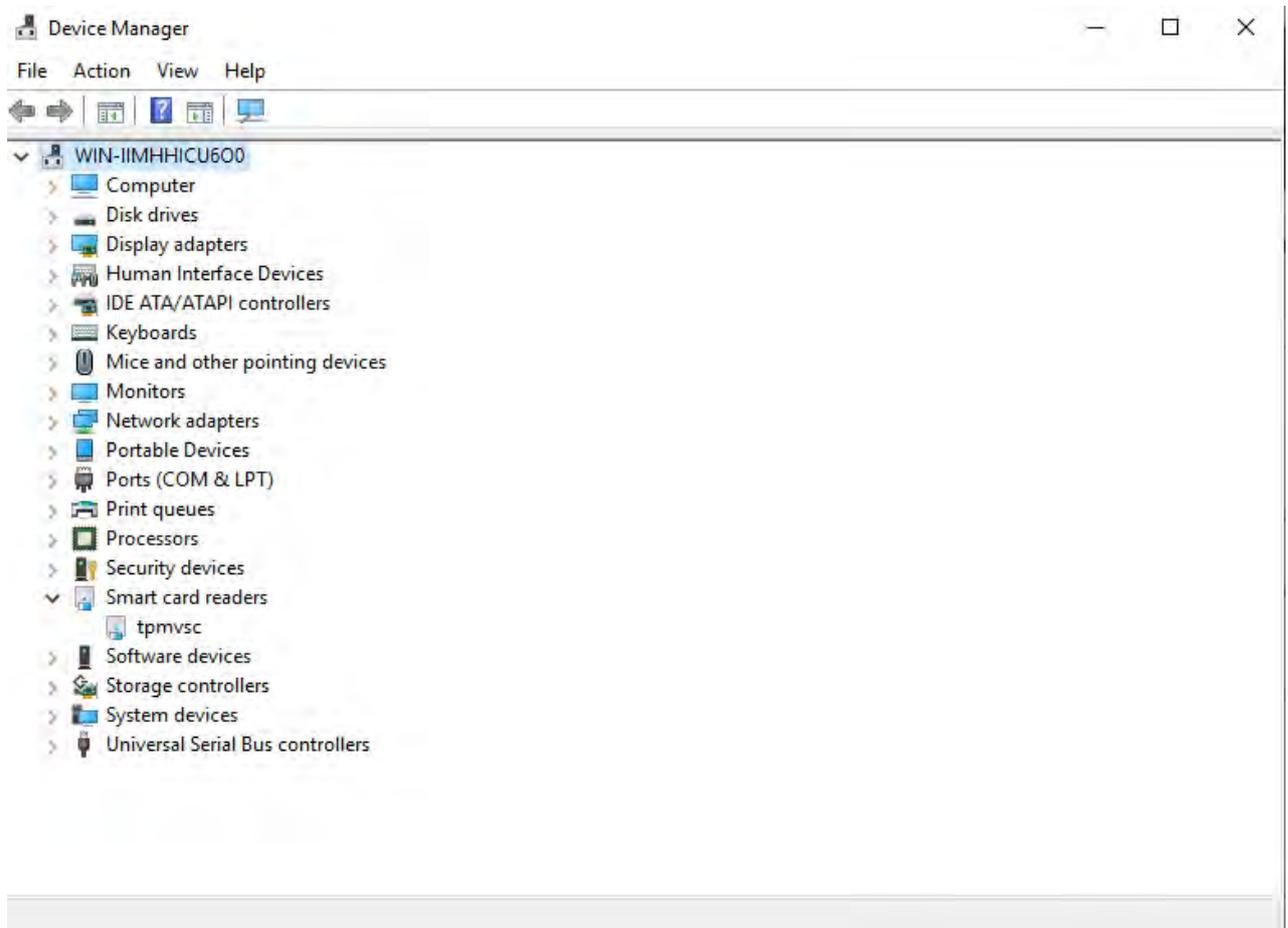 Device Manager
File Action View Help
WIN-IIMHHICU6O0
Computer
Disk drives
Display adapters
Human Interface Devices
IDE ATA/ATAPI controllers
Keyboards
Mice and other pointing devices
Monitors
Network adapters
Portable Devices
Ports (COM & LPT)
Print queues
Processors
Security devices
Smart card readers
tpmvsc
Software devices
Storage controllers
System devices
Universal Serial Bus controllers